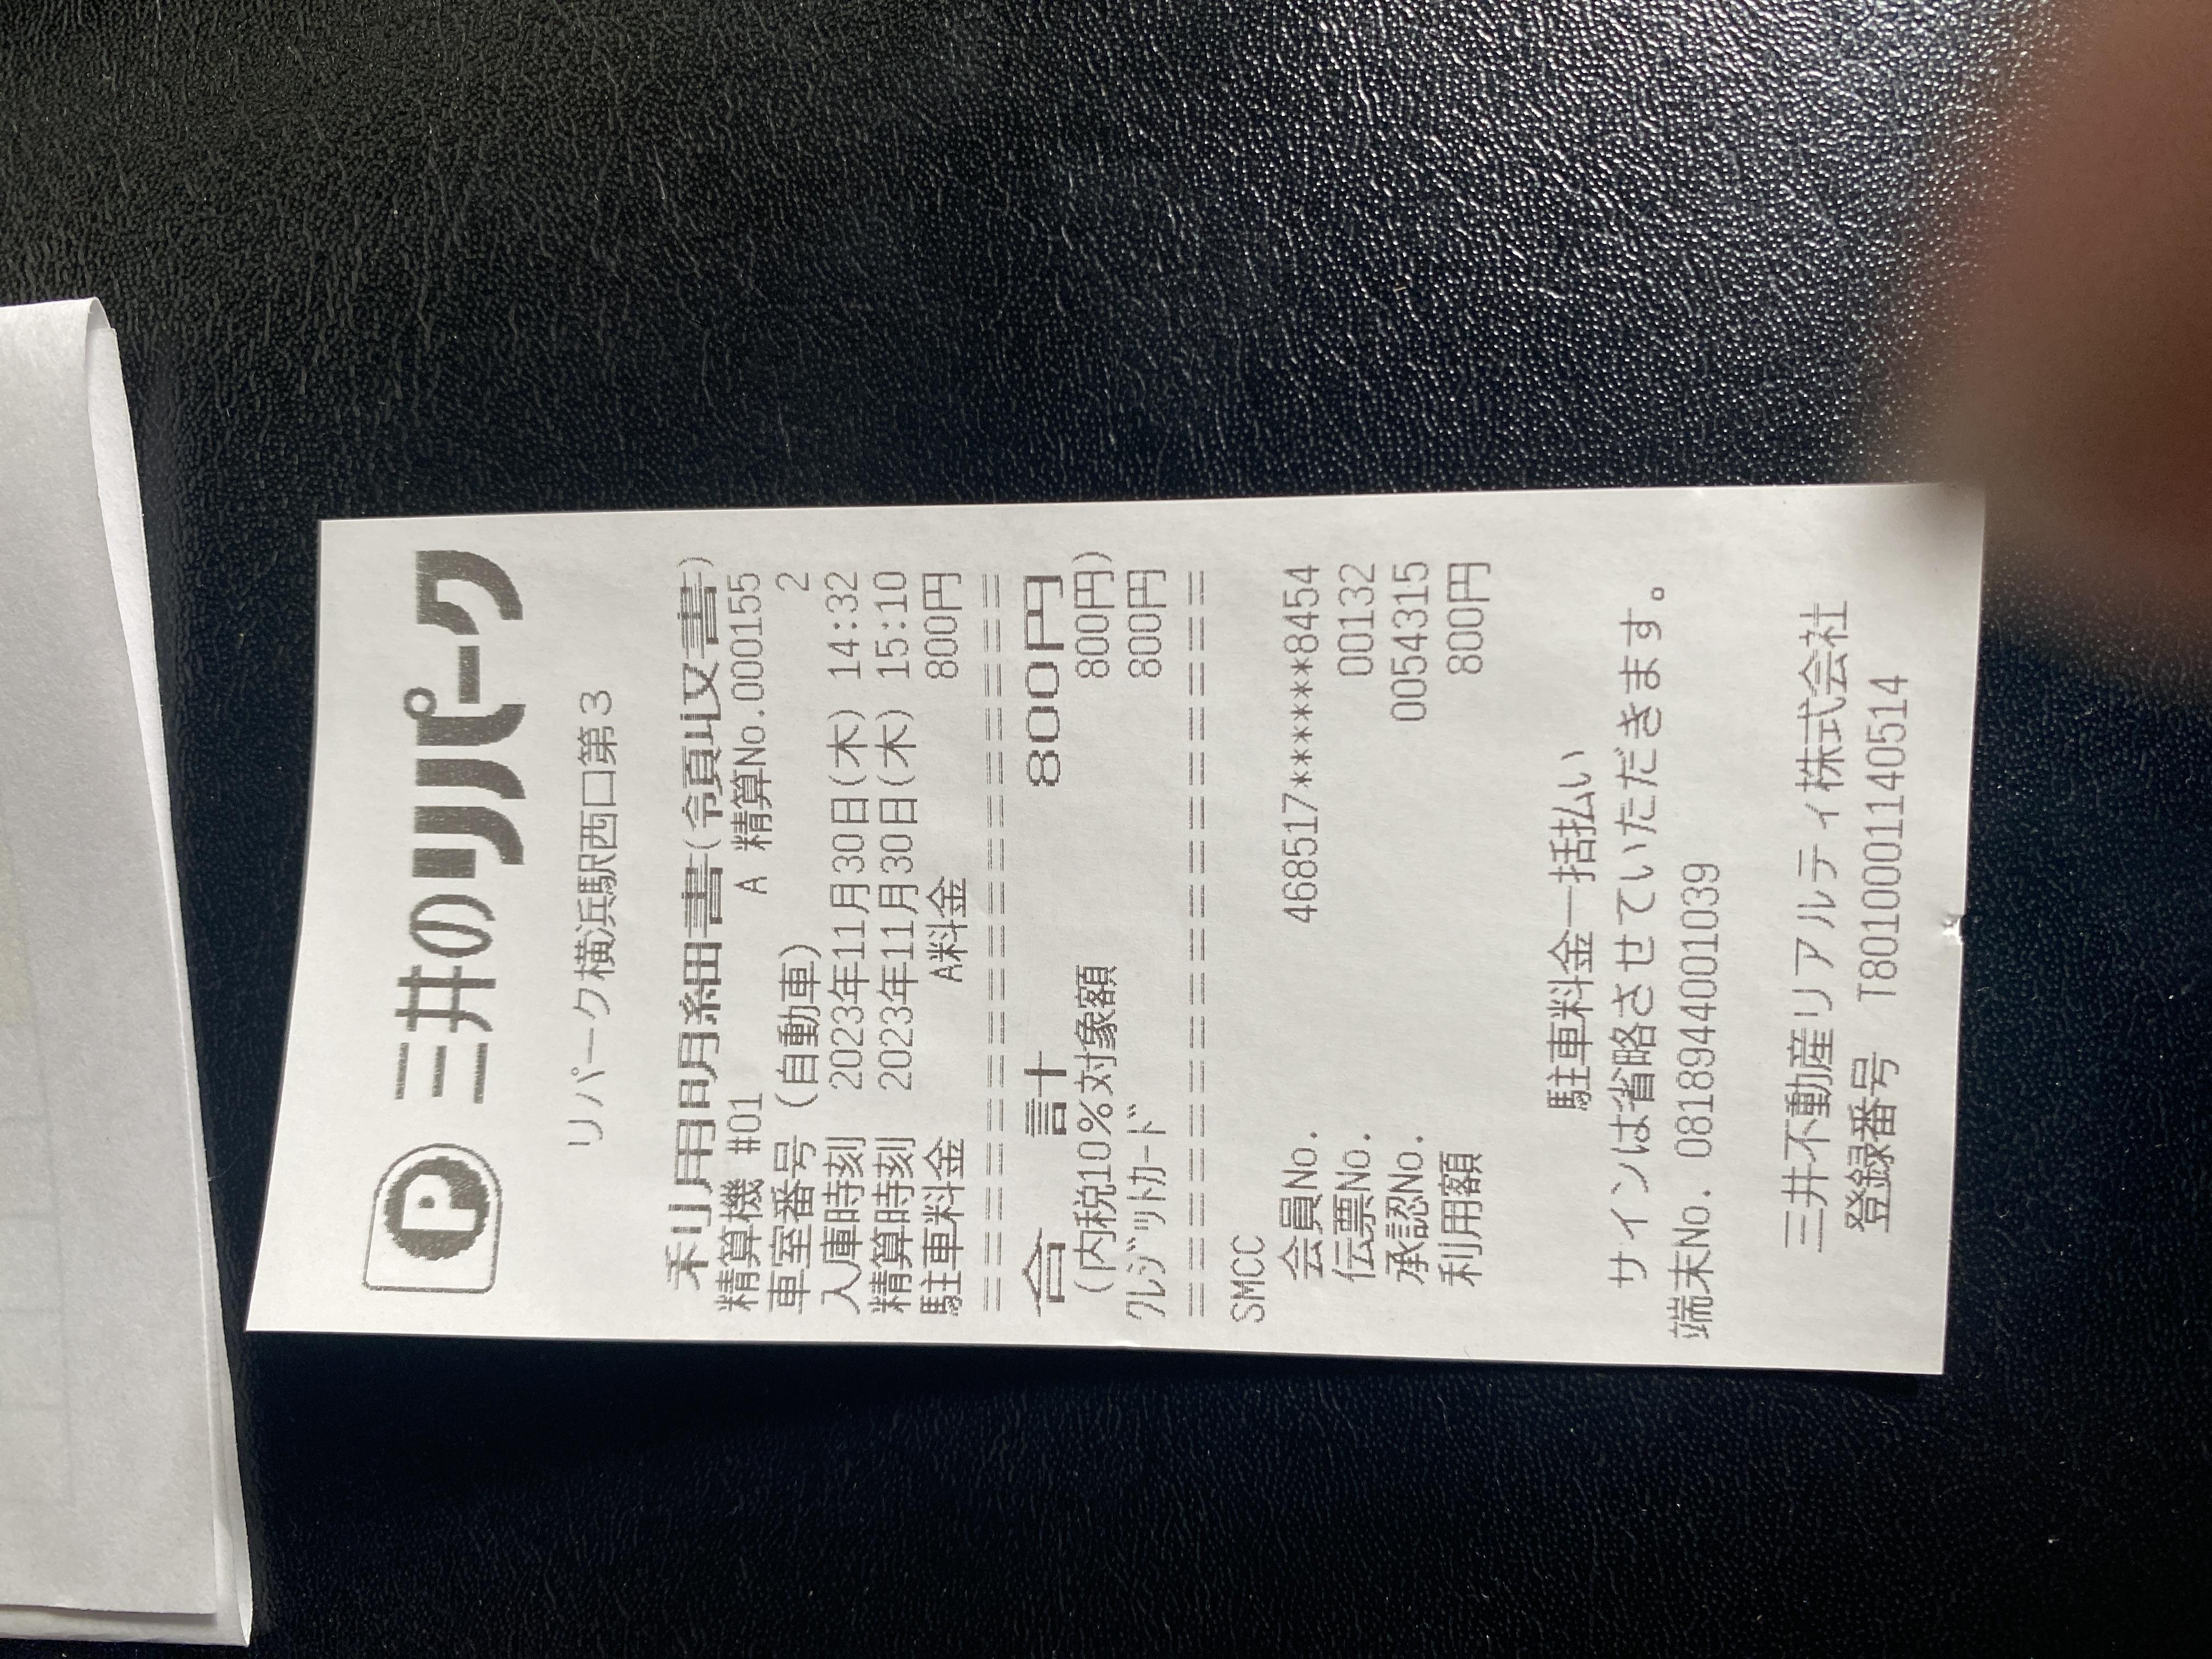 P 三井のリパーク
リパーク横浜駅西口第3
利用明細書(領収書)
精算機 #01 A 精算No.000155
車室番号 (自動車) 2
入庫時刻 2023年11月30日(木) 14:32
精算時刻 2023年11月30日(木) 15:10
駐車料金 A料金 800円
========================
合 計 800円
(内税10%対象額 800円)
クレジットカード 800円
========================
SMCC
会員No. 468517******8454
伝票No. 00132
承認No. 0054315
利用額 800円
駐車料金一括払い
サインは省略させていただきます。
端末No. 0818944001039
三井不動産リアルティ株式会社
登録番号 T8010001140514